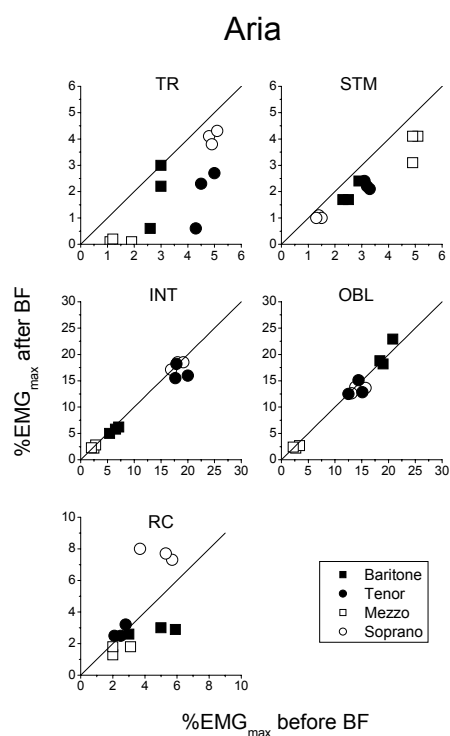 Aria
TR
STM
6
5
4
3
2
1
0
0 1 2 3 4 5 6
6
5
4
3
2
1
0
0 1 2 3 4 5 6
%EMGmax after BF
INT
OBL
30
25
20
15
10
5
0
0 5 10 15 20 25 30
30
25
20
15
10
5
0
0 5 10 15 20 25 30
RC
10
8
6
4
2
0
0 2 4 6 8 10
Baritone
Tenor
Mezzo
Soprano
%EMGmax before BF